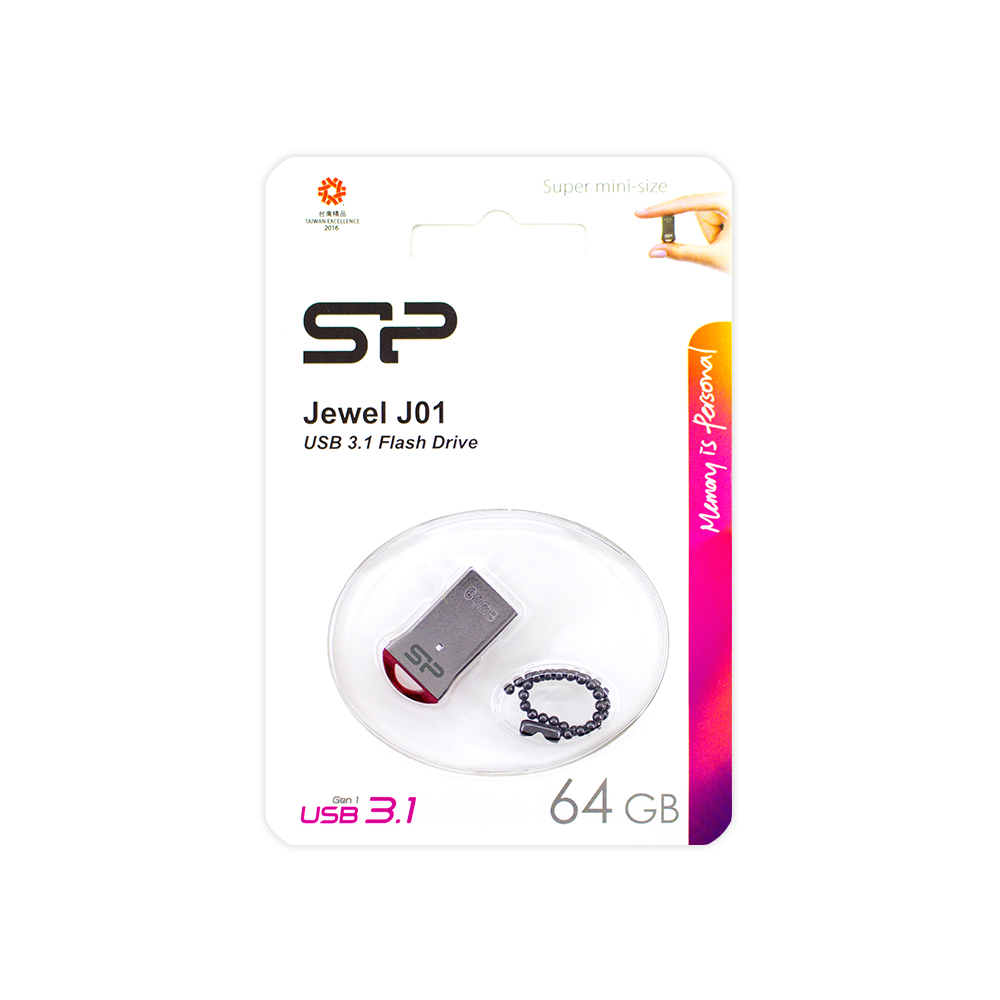 台灣精品
TAIWAN EXCELLENCE
2016
Super mini-size
SP
Jewel J01
USB 3.1 Flash Drive
Memory is Personal
64GB
SP
Gen 1
USB 3.1
64 GB